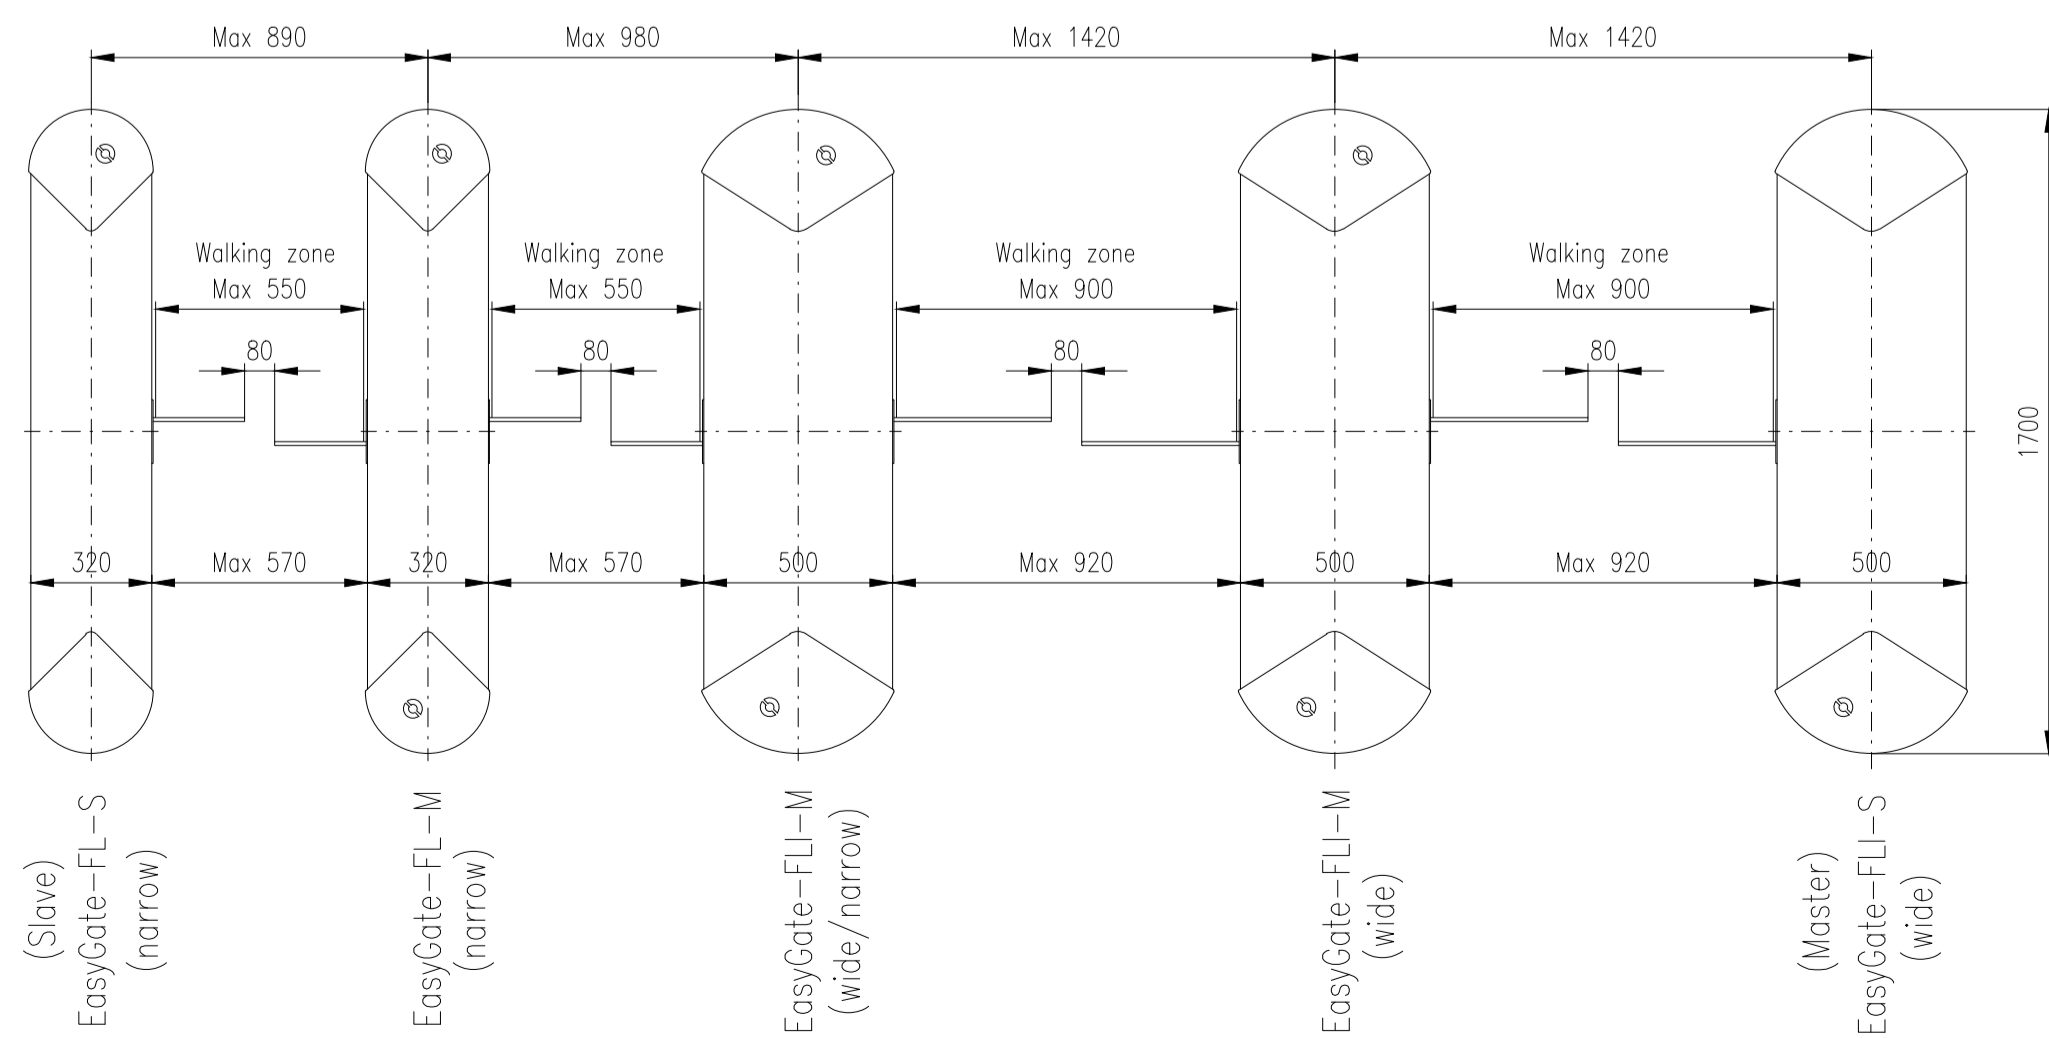 Max 890
Max 980
Max 1420
Max 1420
Walking zone
Max 550
Walking zone
Max 550
Walking zone
Max 900
Walking zone
Max 900
80
80
80
80
1700
320
Max 570
320
Max 570
500
Max 920
500
Max 920
500
(Slave)
EasyGate-FL-S
(narrow)
EasyGate-FL-M
(narrow)
EasyGate-FLI-M
(wide/narrow)
EasyGate-FLI-M
(wide)
(Master)
EasyGate-FLI-S
(wide)